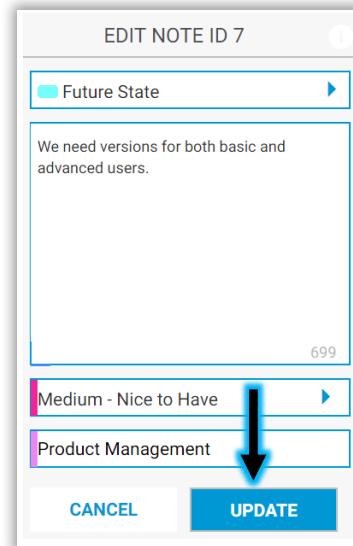 EDIT NOTE ID 7
i
Future State
We need versions for both basic and
advanced users.
699
Medium - Nice to Have
Product Management
CANCEL UPDATE